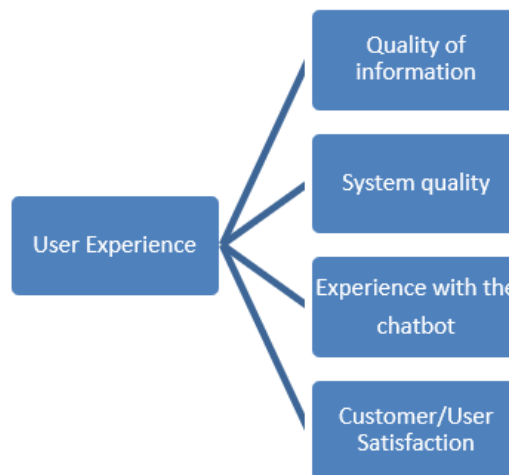 Quality of
information
System quality
User Experience
Experience with the
chatbot
Customer/User
Satisfaction